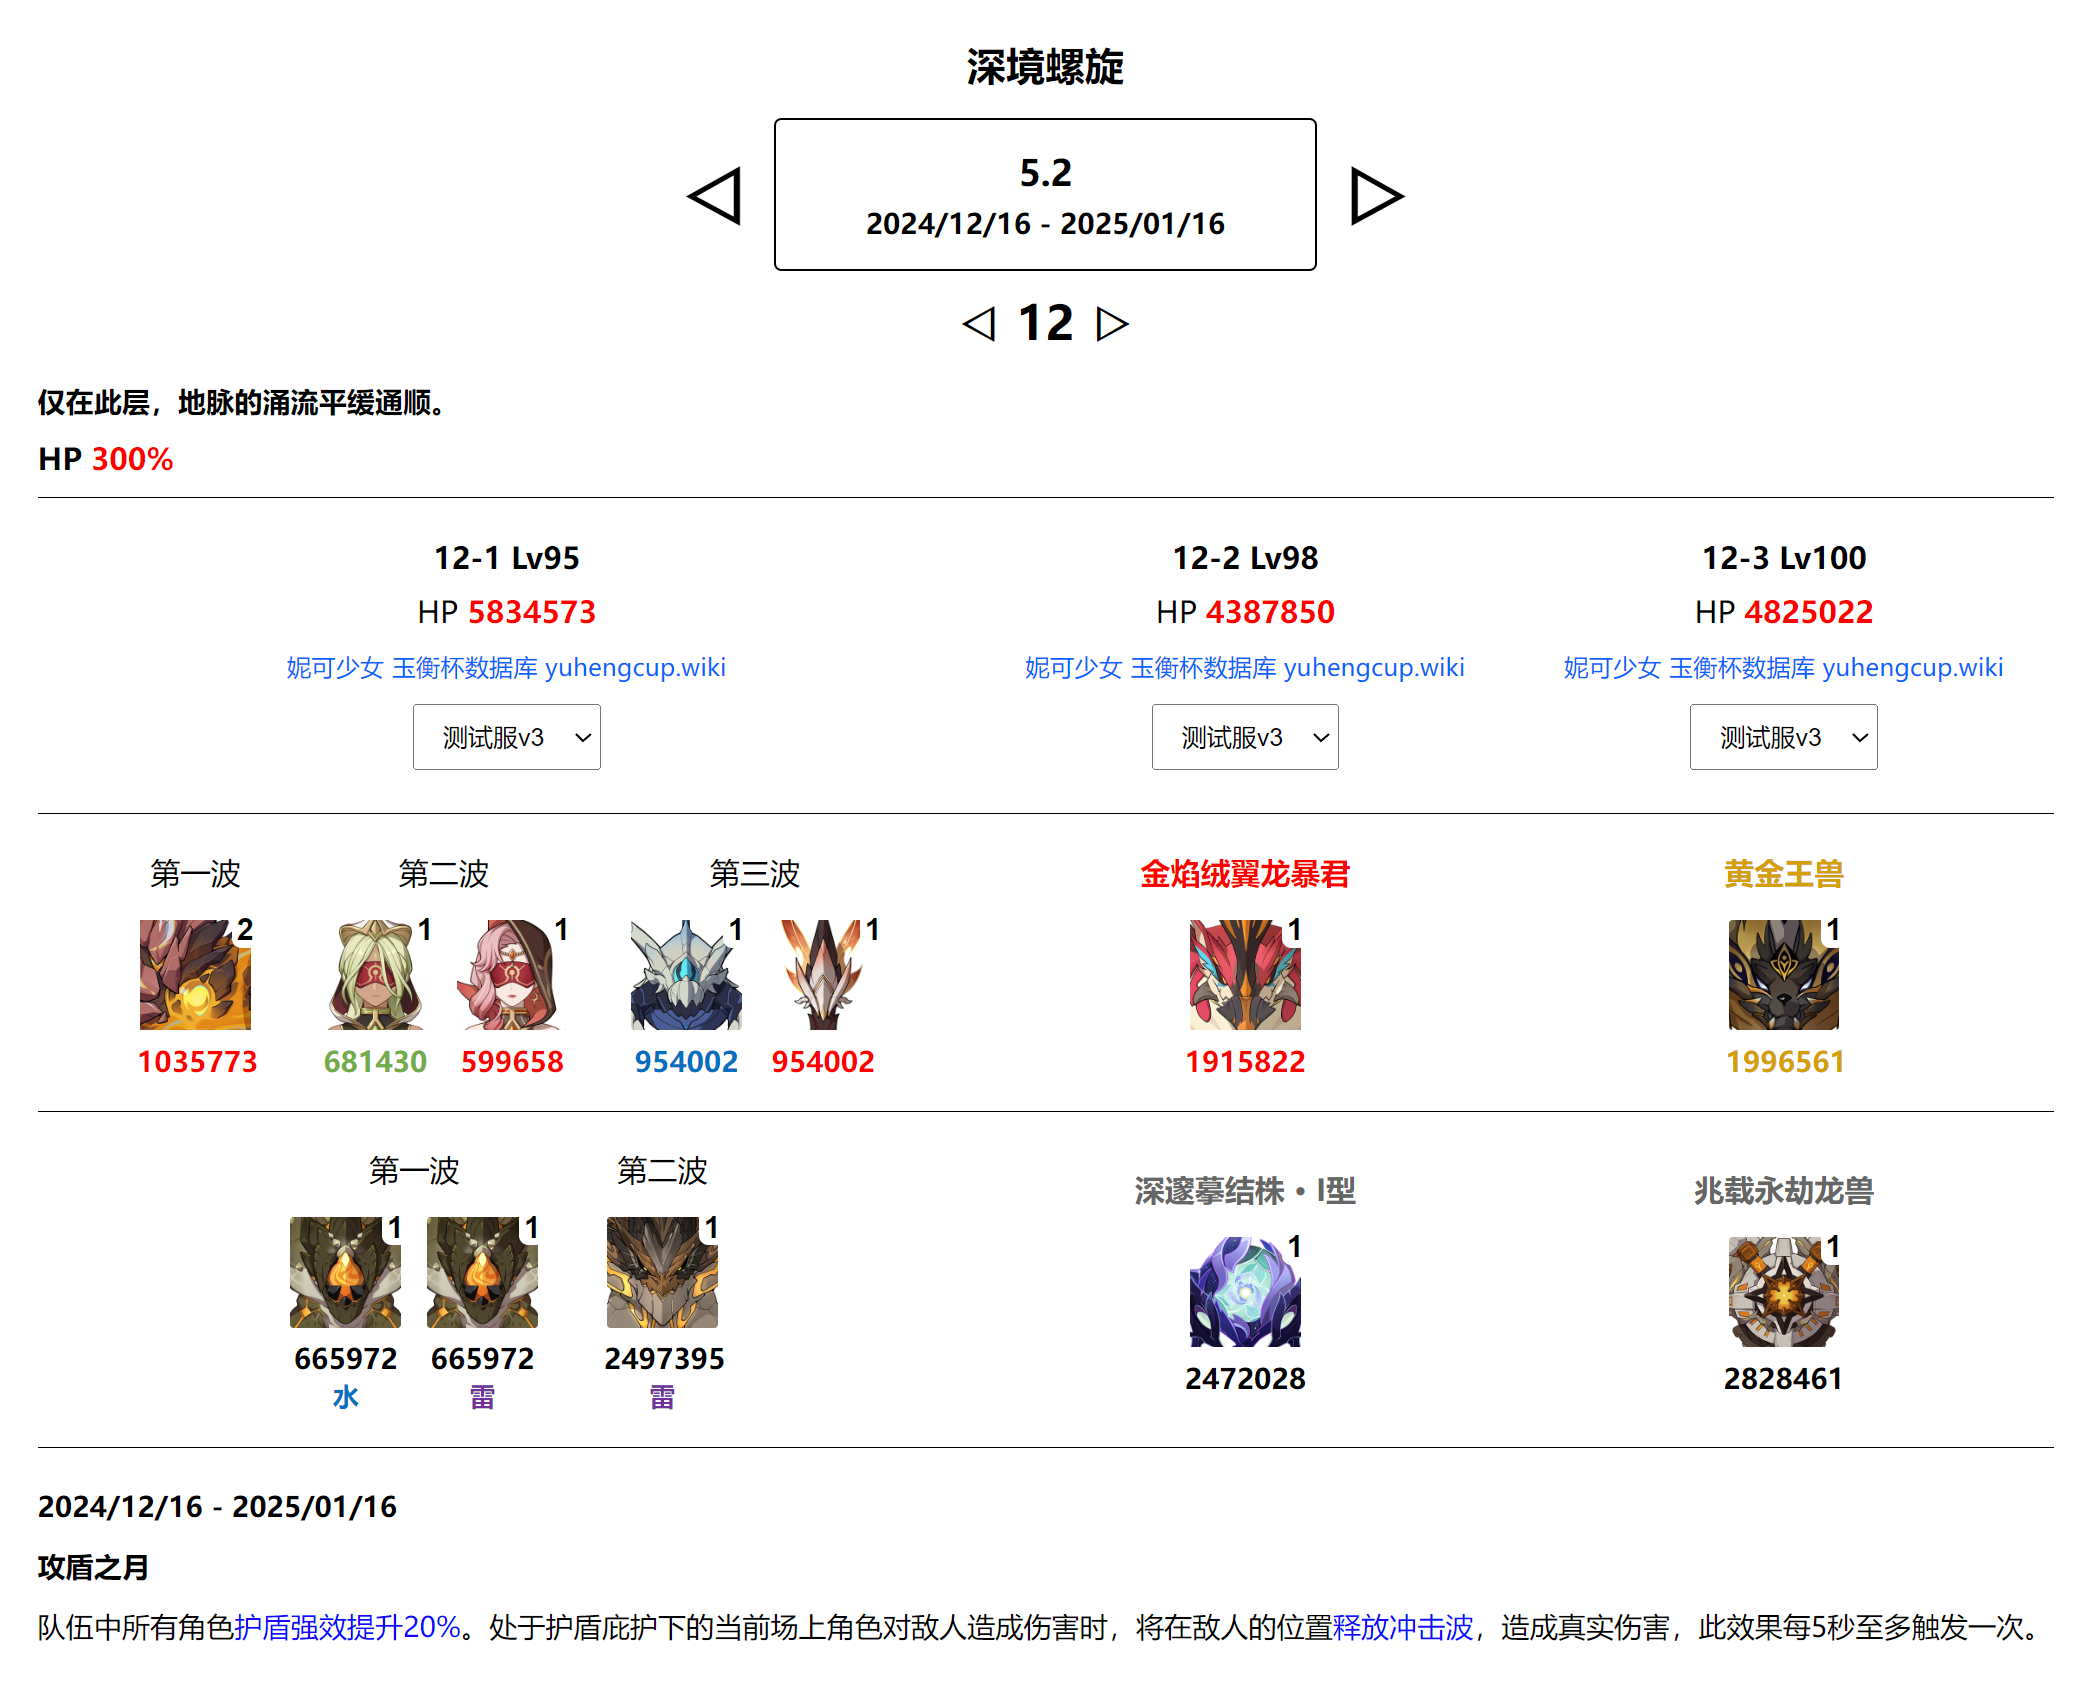 深境螺旋
5.2
2024/12/16 - 2025/01/16
12
仅在此层，地脉的涌流平缓通顺。
HP 300%
12-1 Lv95
HP 5834573
妮可少女 玉衡杯数据库 yuhengcup.wiki
测试服v3
12-2 Lv98
HP 4387850
妮可少女 玉衡杯数据库 yuhengcup.wiki
测试服v3
12-3 Lv100
HP 4825022
妮可少女 玉衡杯数据库 yuhengcup.wiki
测试服v3
第一波
2
1035773
第二波
1 1
681430 599658
第三波
1 1
954002 954002
金焰绒翼龙暴君
1
1915822
黄金王兽
1
1996561
第一波
1 1
665972 665972
水 雷
第二波
1
2497395
雷
深邃摹结株·I型
1
2472028
兆载永劫龙兽
1
2828461
2024/12/16 - 2025/01/16
攻盾之月
队伍中所有角色护盾强效提升20%。处于护盾庇护下的当前场上角色对敌人造成伤害时，将在敌人的位置释放冲击波，造成真实伤害，此效果每5秒至多触发一次。